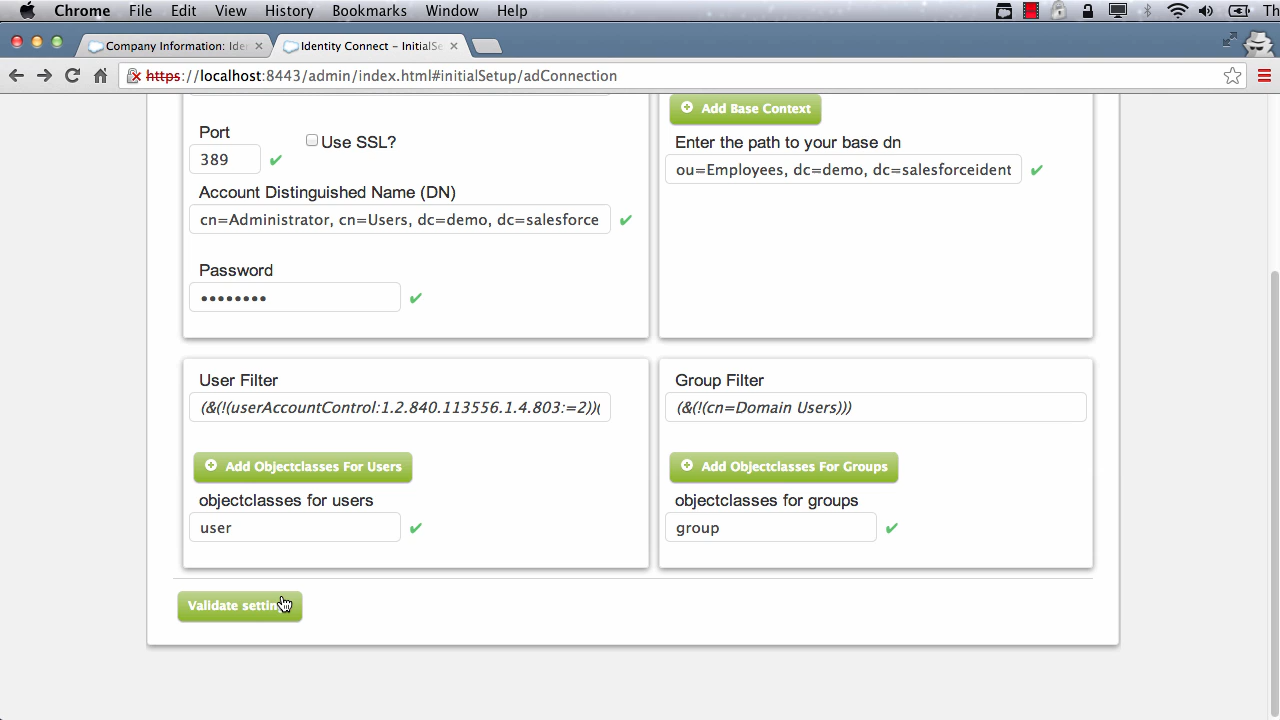 Chrome File Edit View History Bookmarks Window Help Th
Company Information: Iden
Identity Connect – InitialSe
https://localhost:8443/admin/index.html#initialSetup/adConnection
Add Base Context
Port
Use SSL?
Enter the path to your base dn
389
ou=Employees, dc=demo, dc=salesforceident
Account Distinguished Name (DN)
cn=Administrator, cn=Users, dc=demo, dc=salesforce
Password
User Filter
(&(!(userAccountControl:1.2.840.113556.1.4.803:=2))(
Add Objectclasses For Users
objectclasses for users
user
Group Filter
(&(!(cn=Domain Users)))
Add Objectclasses For Groups
objectclasses for groups
group
Validate settin